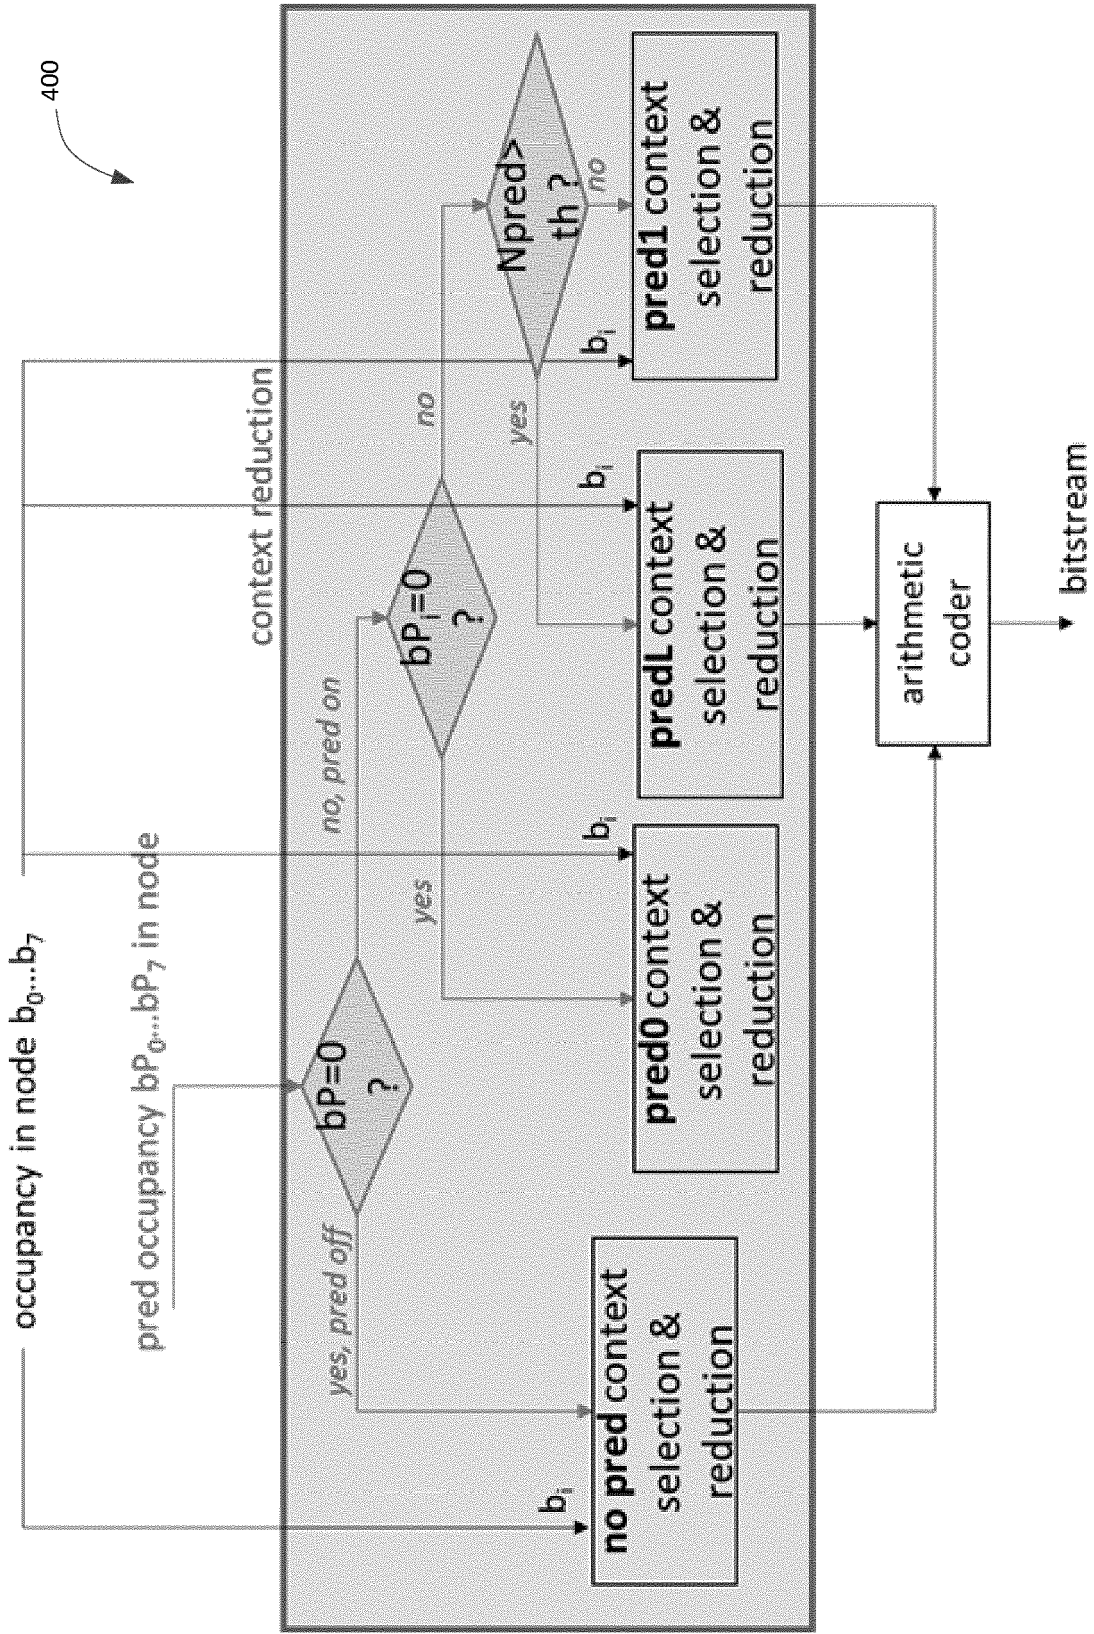 400
occupancy in node b₀...b₇
pred occupancy bP₀...bP₇ in node
context reduction
bP=0
?
yes, pred off
no, pred on
bPᵢ=0
?
yes
no
Npred>
th ?
yes
no
bᵢ
no pred context
selection &
reduction
bᵢ
pred0 context
selection &
reduction
bᵢ
predL context
selection &
reduction
bᵢ
pred1 context
selection &
reduction
arithmetic
coder
bitstream